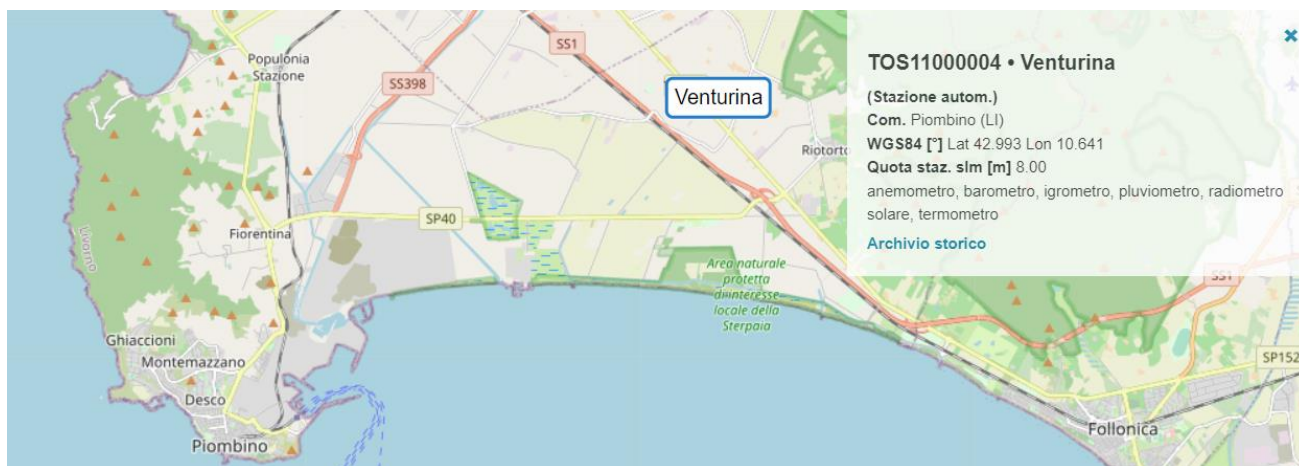 Populonia
Stazione
SS398
SS1
Venturina
Riotorto
Fiorentina
SP40
Livorno
Area naturale
protetta
di interesse
locale della
Sterpaia
SS1
SP152
Ghiaccioni
Montemazzano
Desco
Piombino
Follonica
TOS11000004 • Venturina
(Stazione autom.)
Com. Piombino (LI)
WGS84 [°] Lat 42.993 Lon 10.641
Quota staz. slm [m] 8.00
anemometro, barometro, igrometro, pluviometro, radiometro
solare, termometro
Archivio storico